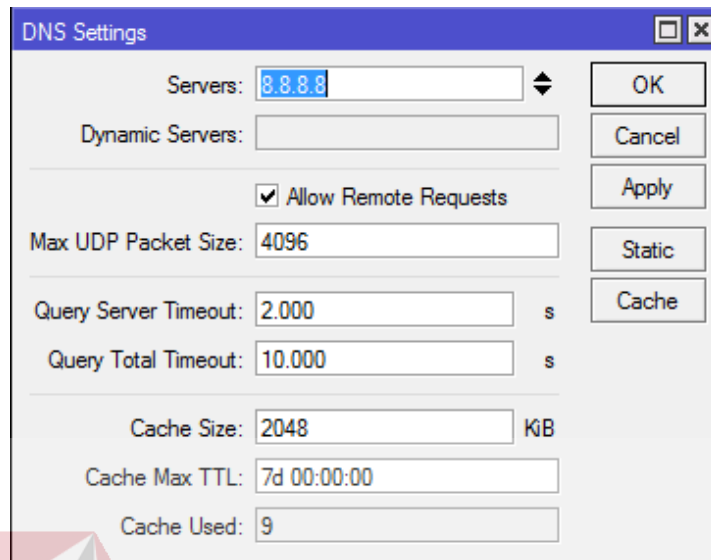 DNS Settings
Servers: 8.8.8.8
OK
Dynamic Servers:
Cancel
Allow Remote Requests
Apply
Max UDP Packet Size: 4096
Static
Query Server Timeout: 2.000 s
Cache
Query Total Timeout: 10.000 s
Cache Size: 2048 KiB
Cache Max TTL: 7d 00:00:00
Cache Used: 9